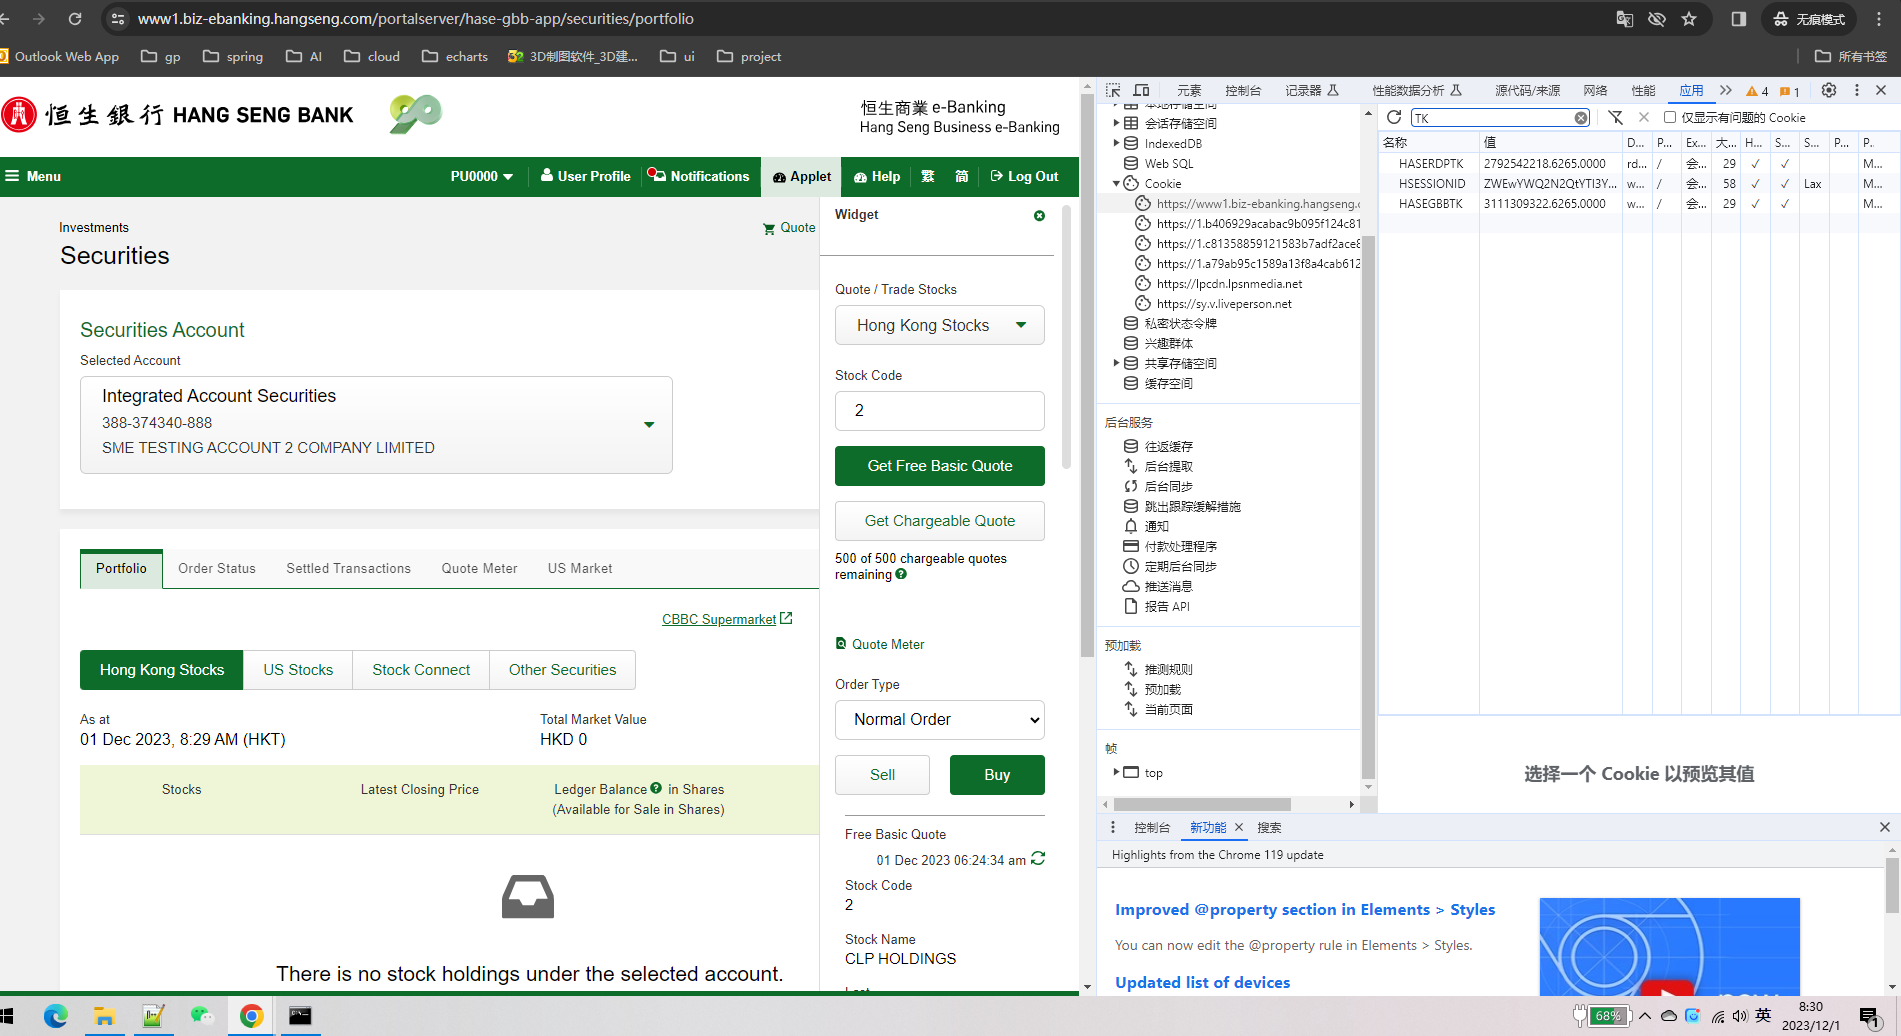 www1.biz-ebanking.hangseng.com/portalserver/hase-gbb-app/securities/portfolio
无痕模式
Outlook Web App
gp
spring
AI
cloud
echarts
3D制图软件_3D建...
ui
project
所有书签
恒生銀行 HANG SENG BANK
90
恒生商業 e-Banking
Hang Seng Business e-Banking
Menu
PU0000
User Profile
Notifications
Applet
Help
繁
简
Log Out
Investments
Securities
Quote
Securities Account
Selected Account
Integrated Account Securities
388-374340-888
SME TESTING ACCOUNT 2 COMPANY LIMITED
Portfolio
Order Status
Settled Transactions
Quote Meter
US Market
CBBC Supermarket
Hong Kong Stocks
US Stocks
Stock Connect
Other Securities
As at
01 Dec 2023, 8:29 AM (HKT)
Total Market Value
HKD 0
Stocks
Latest Closing Price
Ledger Balance ? in Shares
(Available for Sale in Shares)
There is no stock holdings under the selected account.
Widget
Quote / Trade Stocks
Hong Kong Stocks
Stock Code
2
Get Free Basic Quote
Get Chargeable Quote
500 of 500 chargeable quotes
remaining ?
Quote Meter
Order Type
Normal Order
Sell
Buy
Free Basic Quote
01 Dec 2023 06:24:34 am
Stock Code
2
Stock Name
CLP HOLDINGS
元素
控制台
记录器
性能数据分析
源代码/来源
网络
性能
应用
4
1
本地存储空间
会话存储空间
IndexedDB
Web SQL
Cookie
https://www1.biz-ebanking.hangseng.c
https://1.b406929acabac9b095f124c81
https://1.c81358859121583b7adf2ace8
https://1.a79ab95c1589a13f8a4cab612
https://lpcdn.lpsnmedia.net
https://sy.v.liveperson.net
私密状态令牌
兴趣群体
共享存储空间
缓存空间
后台服务
往返缓存
后台提取
后台同步
跳出跟踪缓解措施
通知
付款处理程序
定期后台同步
推送消息
报告 API
预加载
推测规则
预加载
当前页面
帧
top
TK
仅显示有问题的 Cookie
名称 值 D... P... Ex... 大... H... S... S... P... P.
HASERDPTK 2792542218.6265.0000 rd... / 会... 29 ✓ ✓ M...
HSESSIONID ZWEwYWQ2N2QtYTI3Y... w... / 会... 58 ✓ ✓ Lax M...
HASEGBBTK 3111309322.6265.0000 w... / 会... 29 ✓ ✓ M...
选择一个 Cookie 以预览其值
控制台
新功能
搜索
Highlights from the Chrome 119 update
Improved @property section in Elements > Styles
You can now edit the @property rule in Elements > Styles.
Updated list of devices
68%
英
8:30
2023/12/1
1